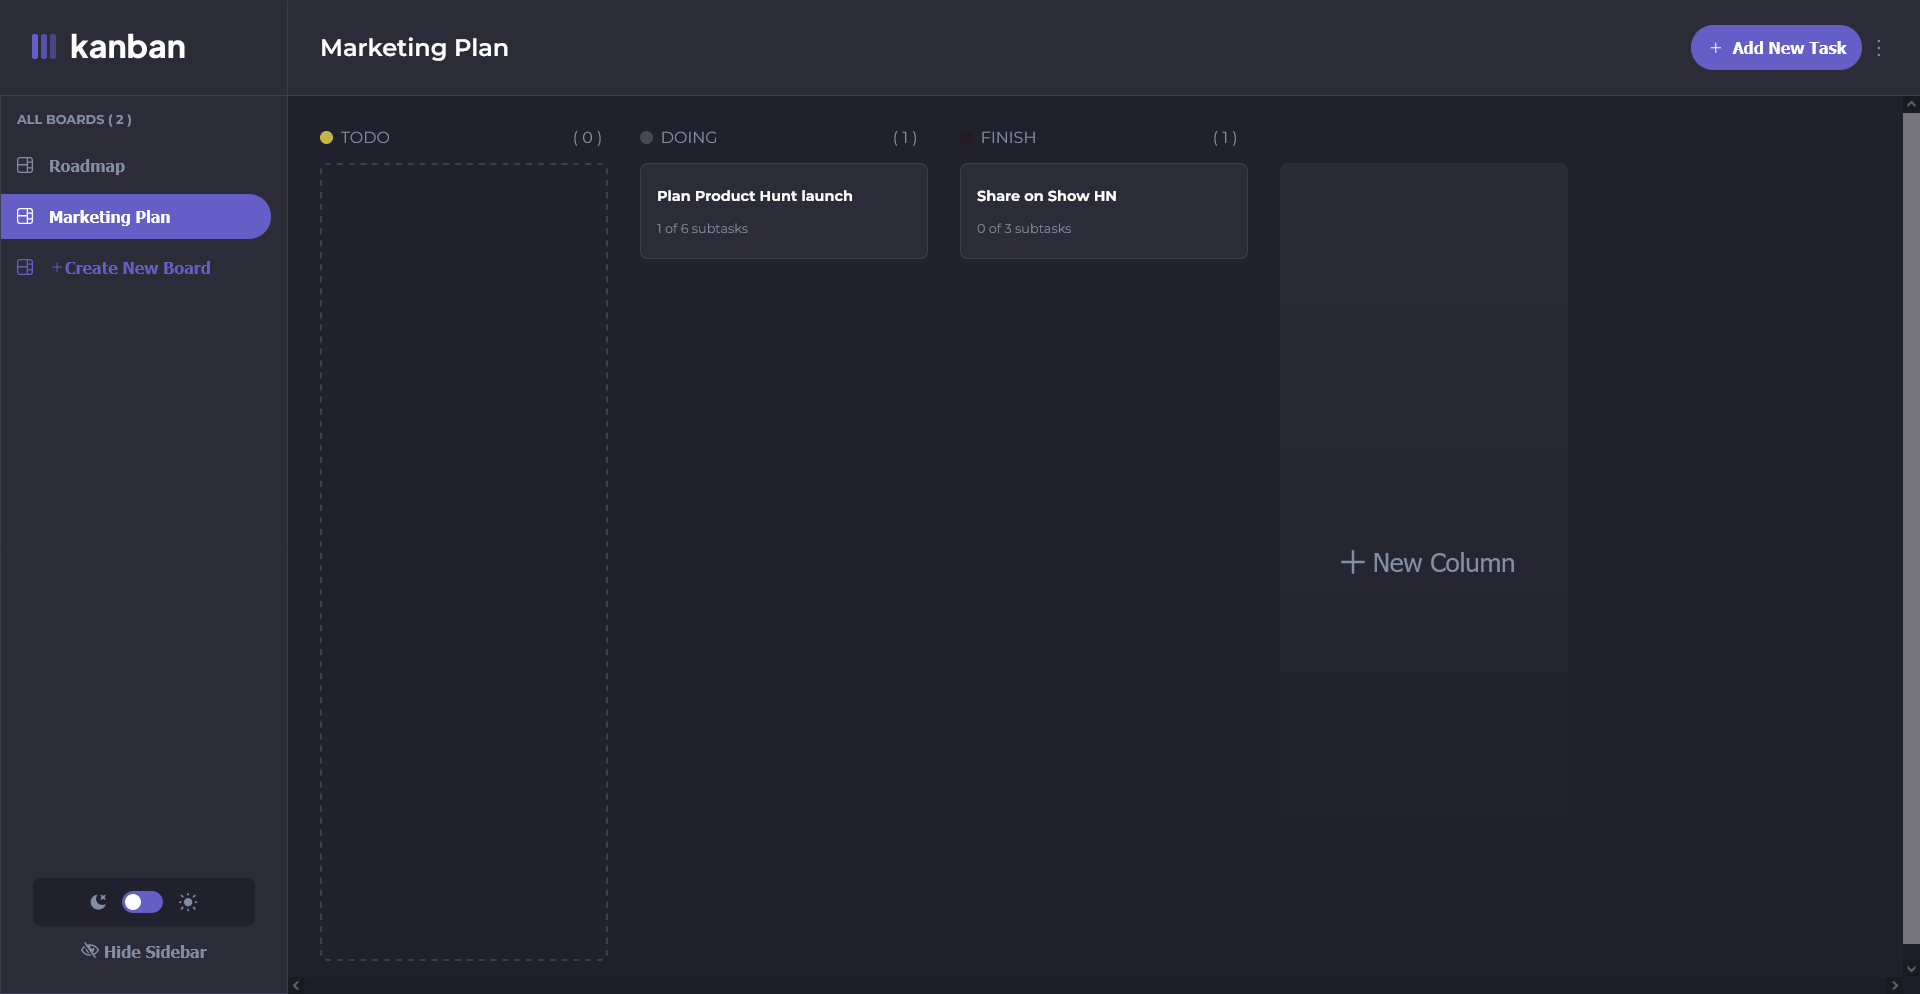 kanban
Marketing Plan
+ Add New Task
ALL BOARDS ( 2 )
Roadmap
Marketing Plan
+Create New Board
TODO ( 0 )
DOING ( 1 )
FINISH ( 1 )
Plan Product Hunt launch
1 of 6 subtasks
Share on Show HN
0 of 3 subtasks
+ New Column
Hide Sidebar